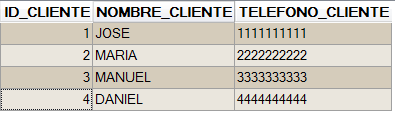 ID_CLIENTE NOMBRE_CLIENTE TELEFONO_CLIENTE
1 JOSE 1111111111
2 MARIA 2222222222
3 MANUEL 3333333333
4 DANIEL 4444444444